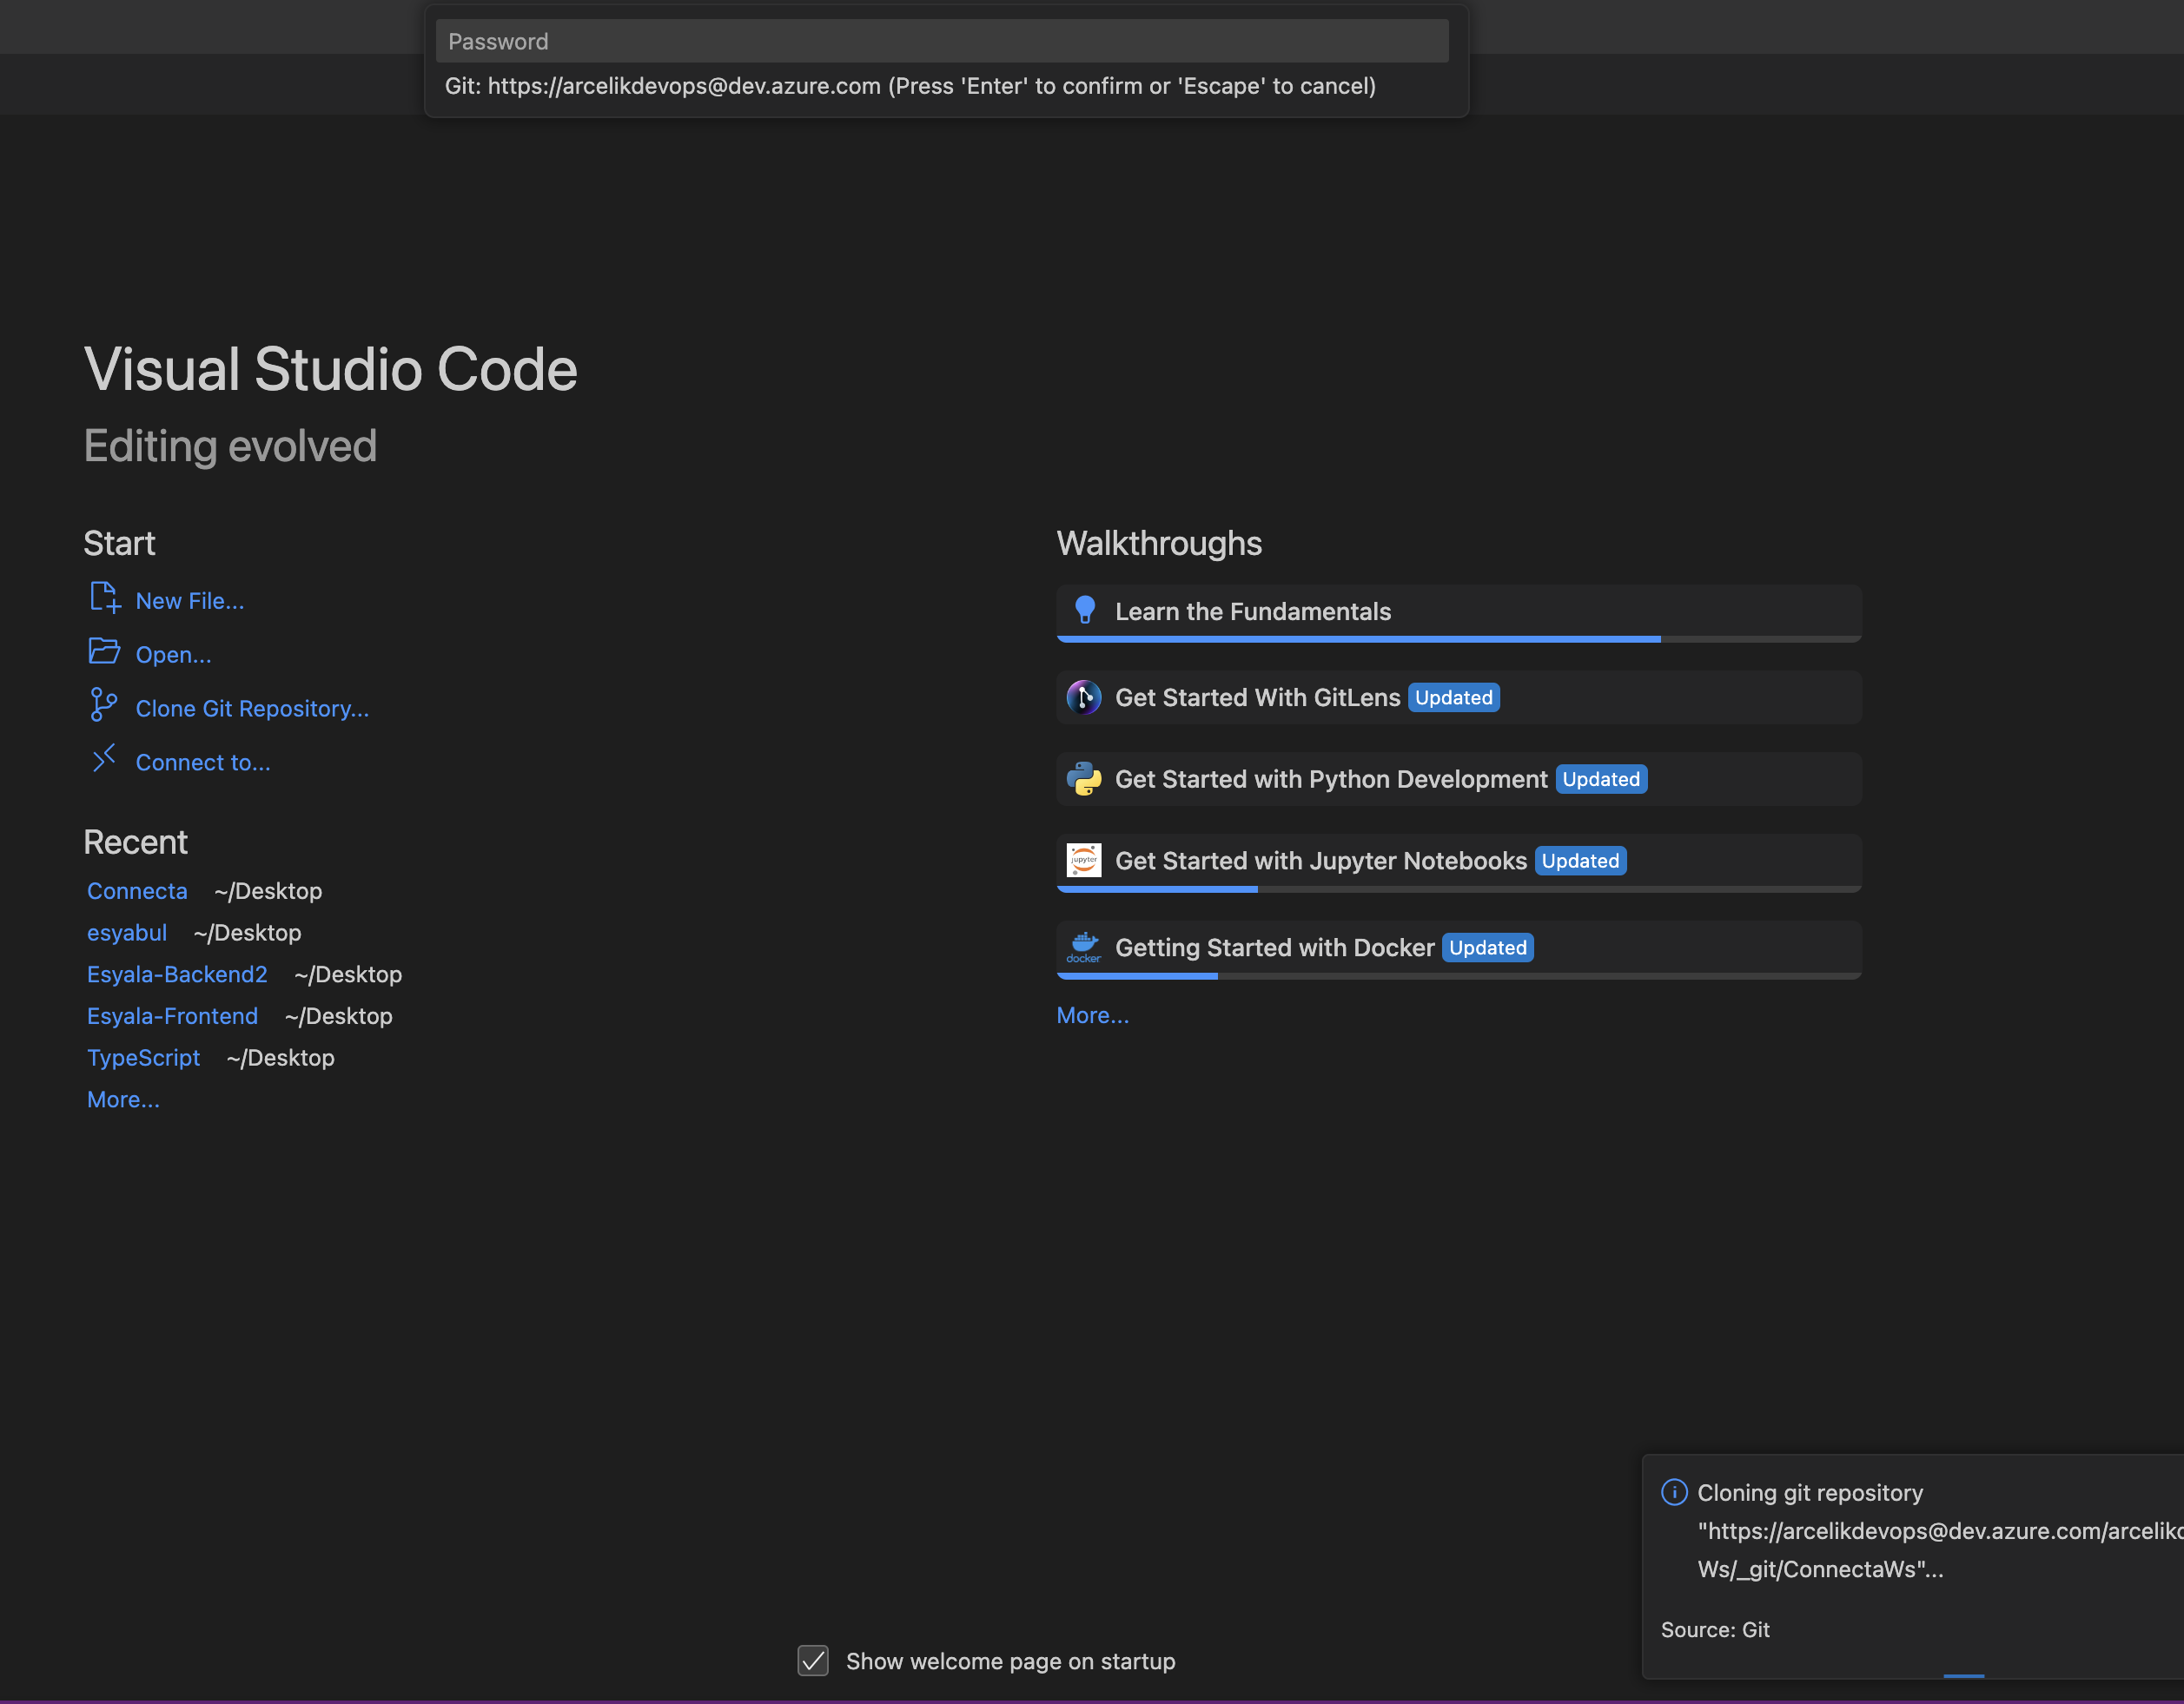 Password
Git: https://arcelikdevops@dev.azure.com (Press 'Enter' to confirm or 'Escape' to cancel)
Visual Studio Code
Editing evolved
Start
New File...
Open...
Clone Git Repository...
Connect to...
Recent
Connecta ~/Desktop
esyabul ~/Desktop
Esyala-Backend2 ~/Desktop
Esyala-Frontend ~/Desktop
TypeScript ~/Desktop
More...
Walkthroughs
Learn the Fundamentals
Get Started With GitLens Updated
Get Started with Python Development Updated
jupyter
Get Started with Jupyter Notebooks Updated
docker
Getting Started with Docker Updated
More...
Cloning git repository
"https://arcelikdevops@dev.azure.com/arcelikd
Ws/_git/ConnectaWs"...
Source: Git
Show welcome page on startup